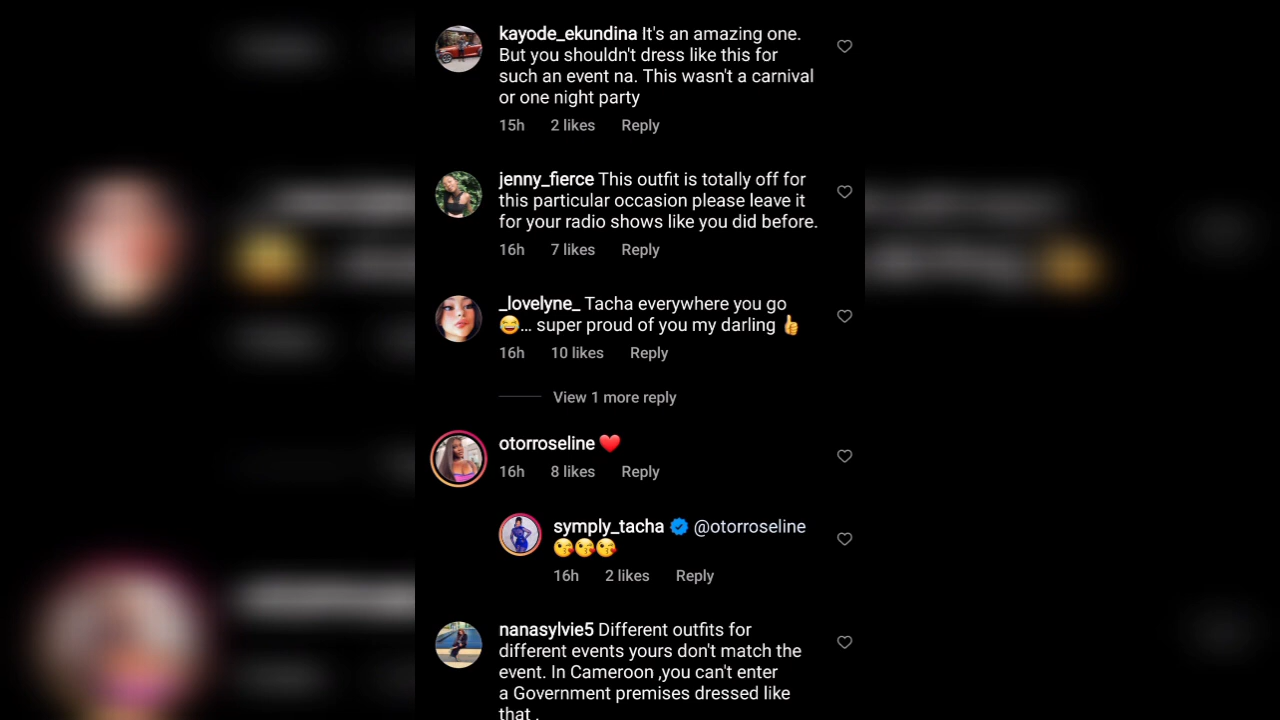 kayode_ekundina It's an amazing one.
But you shouldn't dress like this for
such an event na. This wasn't a carnival
or one night party
15h 2 likes Reply
jenny_fierce This outfit is totally off for
this particular occasion please leave it
for your radio shows like you did before.
16h 7 likes Reply
_lovelyne_ Tacha everywhere you go
😂... super proud of you my darling 👍
16h 10 likes Reply
View 1 more reply
otorroseline ❤️
16h 8 likes Reply
symply_tacha @otorroseline
😘😘😘
16h 2 likes Reply
nanasylvie5 Different outfits for
different events yours don't match the
event. In Cameroon ,you can't enter
a Government premises dressed like
that .